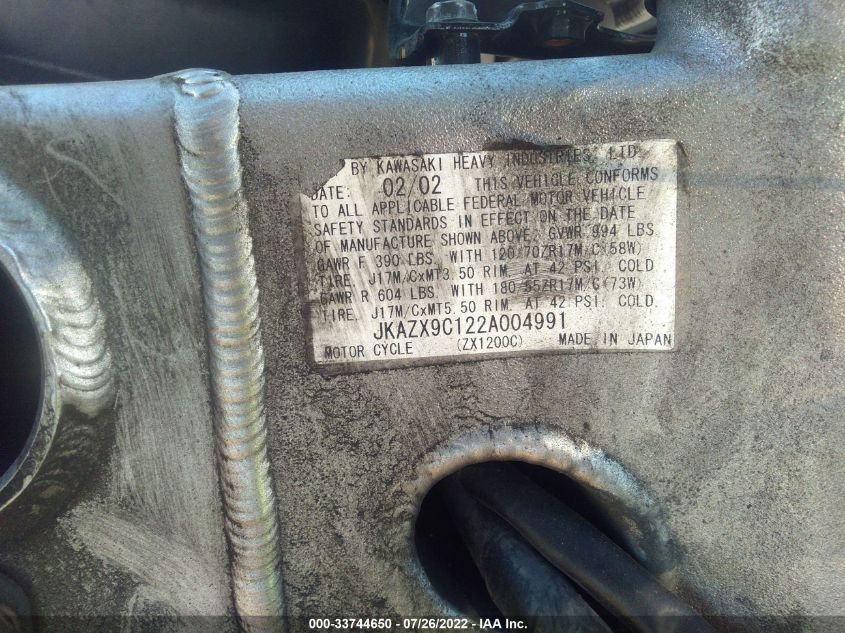 BY KAWASAKI HEAVY INDUSTRIES, LTD
DATE: 02/02 THIS VEHICLE CONFORMS
TO ALL APPLICABLE FEDERAL MOTOR VEHICLE
SAFETY STANDARDS IN EFFECT ON THE DATE
OF MANUFACTURE SHOWN ABOVE. GVWR 994 LBS.
GAWR F 390 LBS. WITH 120/70ZR17M/C(58W)
TIRE, J17M/CxMT3.50 RIM, AT 42 PSI. COLD
GAWR R 604 LBS. WITH 180/55ZR17M/C(73W)
TIRE, J17M/CxMT5.50 RIM, AT 42 PSI. COLD.
JKAZX9C122A004991
MOTOR CYCLE (ZX1200C) MADE IN JAPAN
000-33744650 - 07/26/2022 - © IAA Inc.